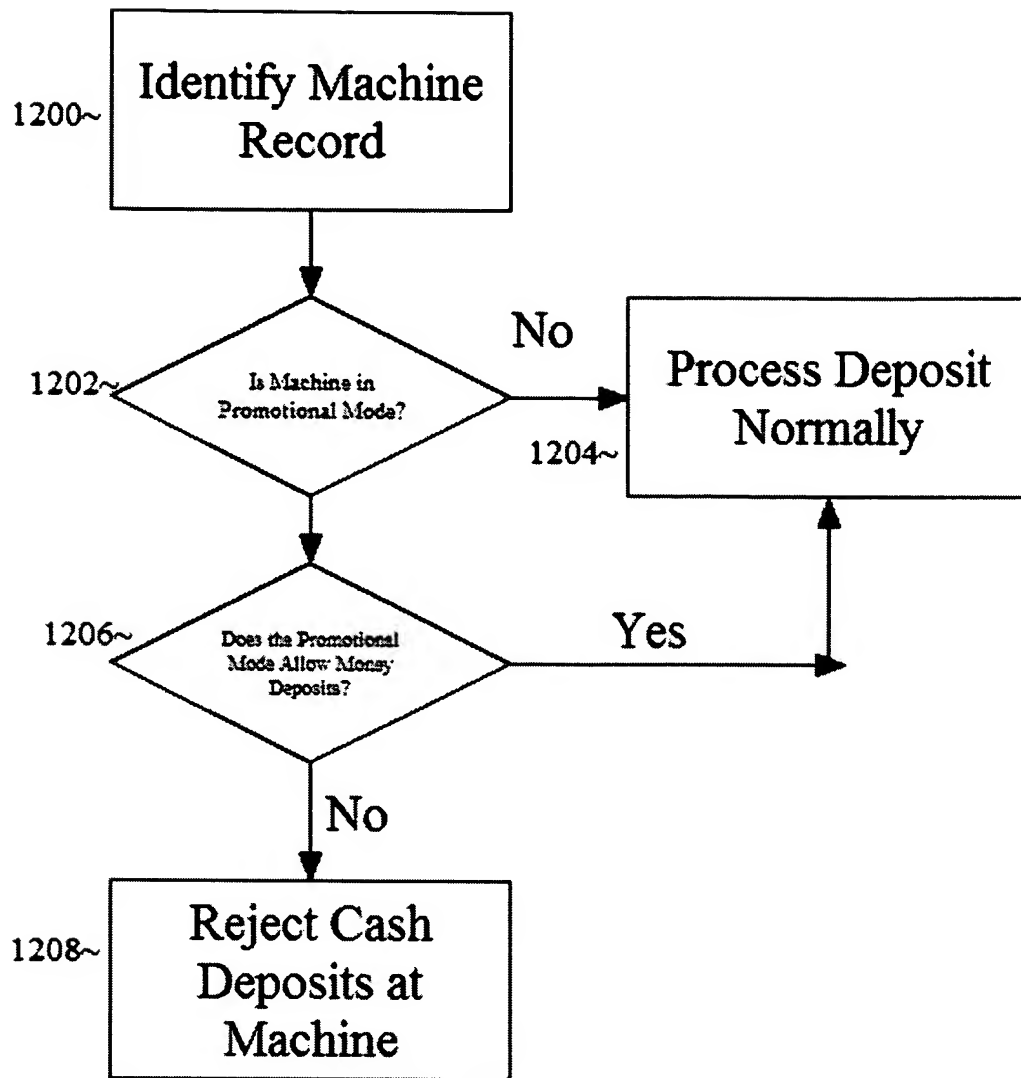 Identify Machine
Record
1200~
No
1202~
Is Machine in
Promotional Mode?
Process Deposit
Normally
1204~
1206~
Does the Promotional
Mode Allow Money
Deposits?
Yes
No
1208~
Reject Cash
Deposits at
Machine